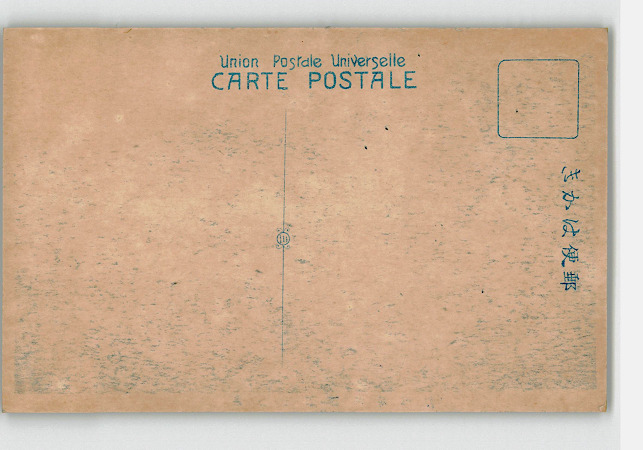 Union Postale Universelle
CARTE POSTALE
きかは便郵